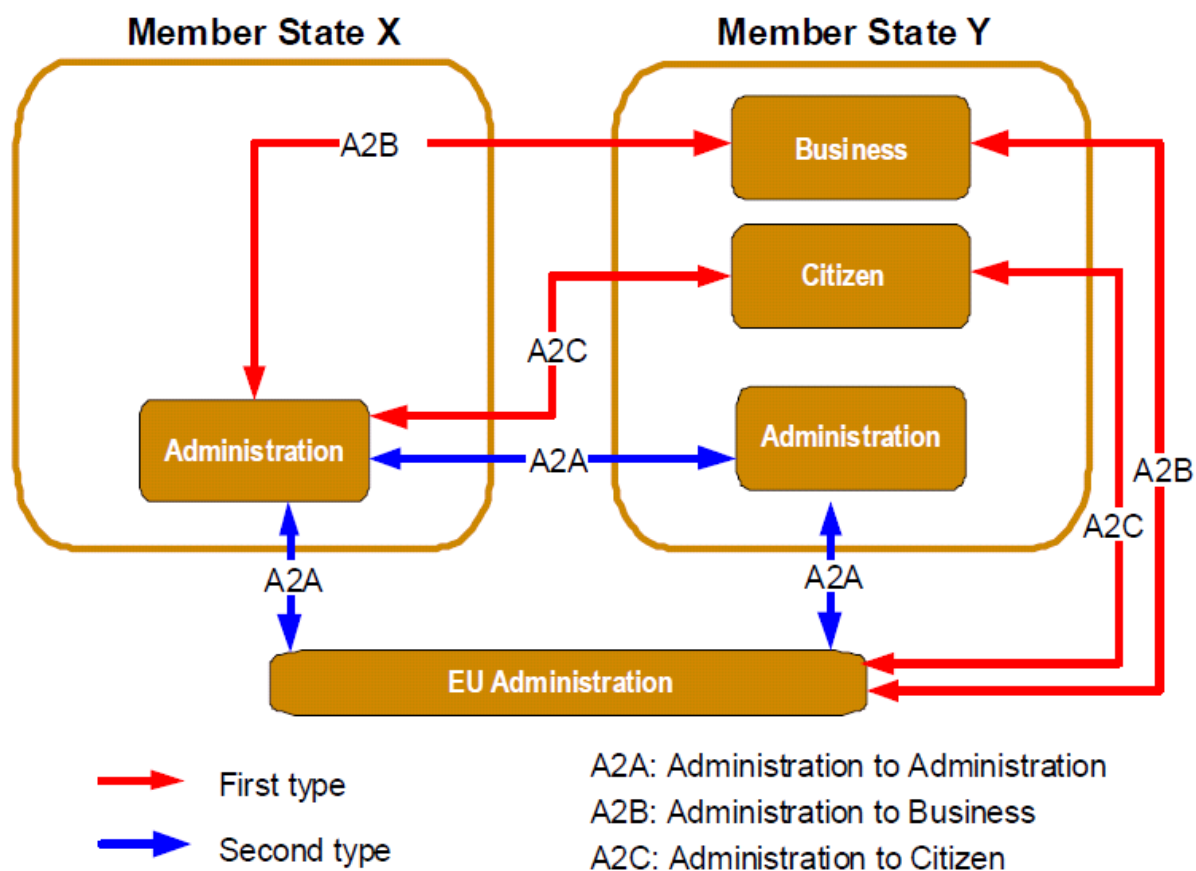 Member State X
Member State Y
A2B
Business
Citizen
A2C
Administration
Administration
A2A
A2B
A2C
A2A
A2A
EU Administration
First type
Second type
A2A: Administration to Administration
A2B: Administration to Business
A2C: Administration to Citizen